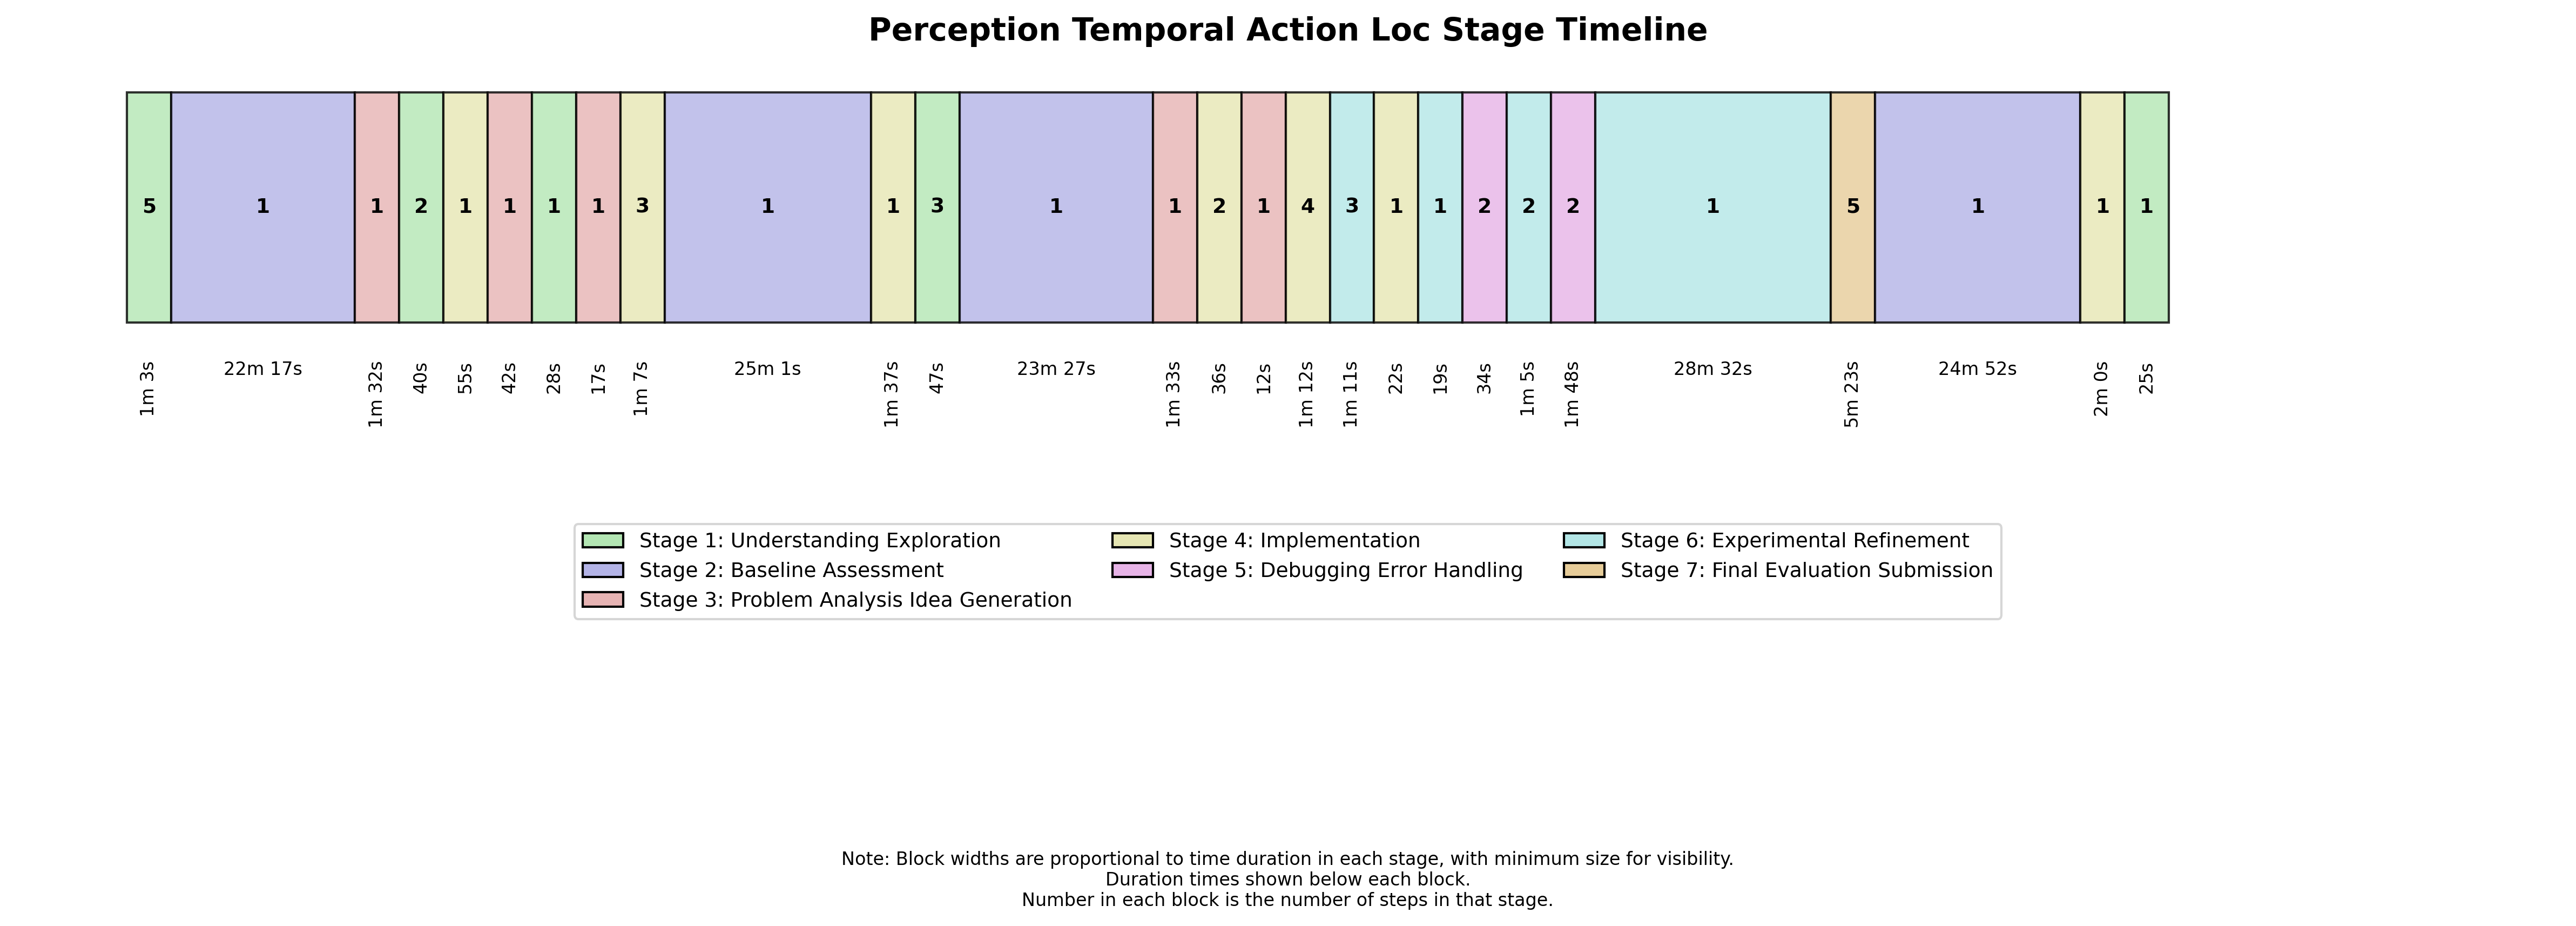 Perception Temporal Action Loc Stage Timeline
5 1 1 2 1 1 1 1 3 1 1 3 1 1 2 1 4 3 1 1 2 2 2 1 5 1 1 1
1m 3s 22m 17s 1m 32s 40s 55s 42s 28s 17s 1m 7s 25m 1s 1m 37s 47s 23m 27s 1m 33s 36s 12s 1m 12s 1m 11s 22s 19s 34s 1m 5s 1m 48s 28m 32s 5m 23s 24m 52s 2m 0s 25s
Stage 1: Understanding Exploration
Stage 2: Baseline Assessment
Stage 3: Problem Analysis Idea Generation
Stage 4: Implementation
Stage 5: Debugging Error Handling
Stage 6: Experimental Refinement
Stage 7: Final Evaluation Submission
Note: Block widths are proportional to time duration in each stage, with minimum size for visibility.
Duration times shown below each block.
Number in each block is the number of steps in that stage.